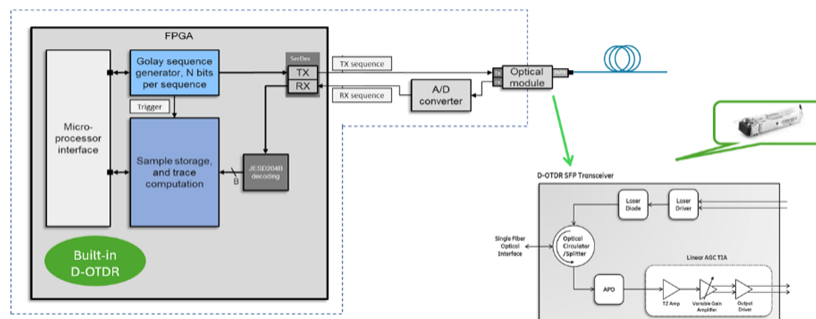 FPGA
Golay sequence
generator, N bits
per sequence
SerDes
TX
RX
TX sequence
RX sequence
A/D
converter
Optical
module
Trigger
Micro-
processor
interface
Sample storage,
and trace
computation
8
JESD204B
decoding
Built-in
D-OTDR
D-OTDR SFP Transceiver
Laser
Diode
Laser
Driver
Single Fiber
Optical
Interface
Optical
Circulator
/Splitter
Linear AGC TIA
APD
TZ Amp
Variable Gain
Amplifier
Output
Driver